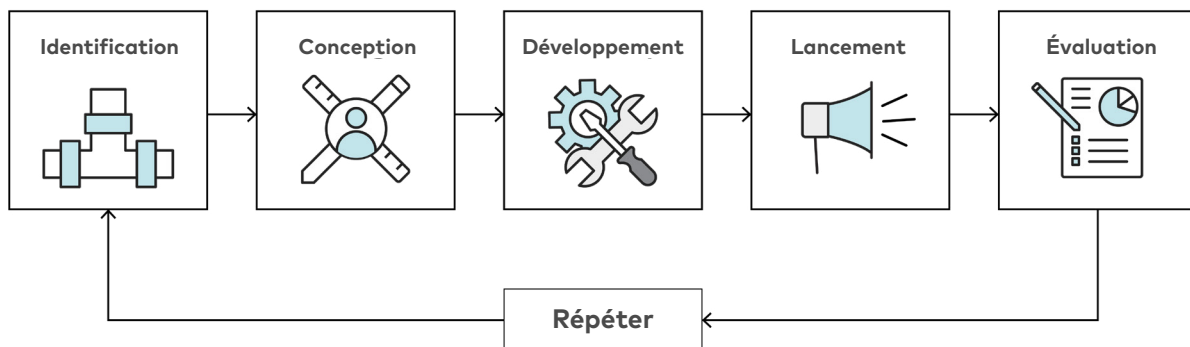 Identification
Conception
Développement
Lancement
Évaluation
Répéter